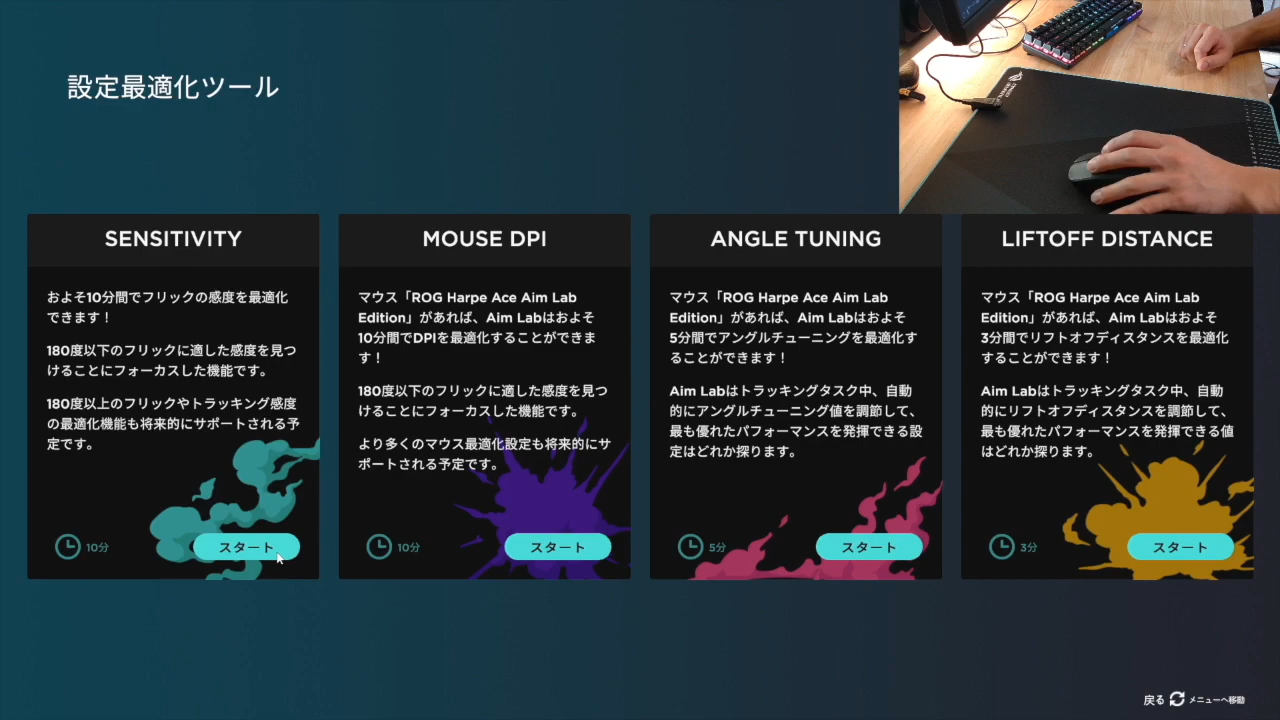 設定最適化ツール
SENSITIVITY
およそ10分間でフリックの感度を最適化
できます！
180度以下のフリックに適した感度を見つ
けることにフォーカスした機能です。
180度以上のフリックやトラッキング感度
の最適化機能も将来的にサポートされる予
定です。
10分
スタート
MOUSE DPI
マウス「ROG Harpe Ace Aim Lab
Edition」があれば、Aim Labはおよそ
10分間でDPIを最適化することができま
す！
180度以下のフリックに適した感度を見つ
けることにフォーカスした機能です。
より多くのマウス最適化設定も将来的にサ
ポートされる予定です。
10分
スタート
ANGLE TUNING
マウス「ROG Harpe Ace Aim Lab
Edition」があれば、Aim Labはおよそ
5分間でアングルチューニングを最適化す
ることができます！
Aim Labはトラッキングタスク中、自動
的にアングルチューニング値を調節して、
最も優れたパフォーマンスを発揮できる設
定はどれか探ります。
5分
スタート
LIFTOFF DISTANCE
マウス「ROG Harpe Ace Aim Lab
Edition」があれば、Aim Labはおよそ
3分間でリフトオフディスタンスを最適化
することができます！
Aim Labはトラッキングタスク中、自動
的にリフトオフディスタンスを調節して、
最も優れたパフォーマンスを発揮できる値
はどれか探ります。
3分
スタート
戻る メニューへ移動